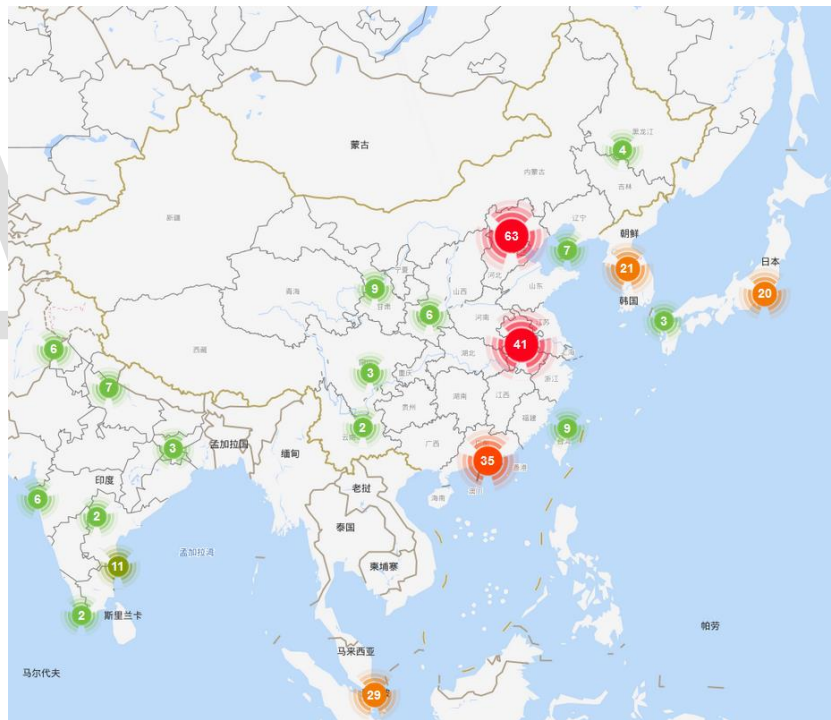 黑龙江
4
蒙古
内蒙古
吉林
新疆
辽宁
朝鲜
63
7
21
日本
河北
宁夏
9
青海
山西
山东
20
韩国
甘肃
6
河南
3
41
6
西藏
湖北
3
重庆
浙江
7
湖南
江西
贵州
福建
2
9
云南
3
孟加拉国
广西
缅甸
35
香港
印度
老挝
澳门
6
海南
2
泰国
孟加拉湾
11
柬埔寨
2
斯里兰卡
帕劳
马来西亚
马尔代夫
29